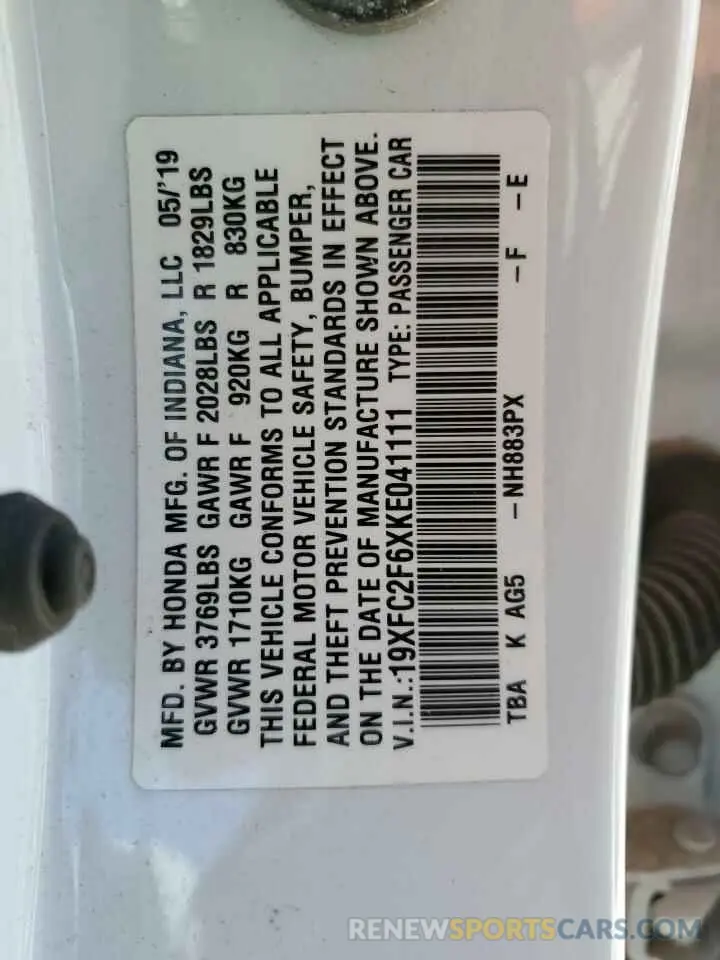 MFD. BY HONDA MFG. OF INDIANA, LLC 05/'19
GVWR 3769LBS GAWR F 2028LBS R 1829LBS
GVWR 1710KG GAWR F 920KG R 830KG
THIS VEHICLE CONFORMS TO ALL APPLICABLE
FEDERAL MOTOR VEHICLE SAFETY, BUMPER,
AND THEFT PREVENTION STANDARDS IN EFFECT
ON THE DATE OF MANUFACTURE SHOWN ABOVE.
V.I.N.:19XFC2F6XKE041111 TYPE: PASSENGER CAR
TBA K AG5 -NH883PX -F -E
RENEWSPORTSCARS.COM